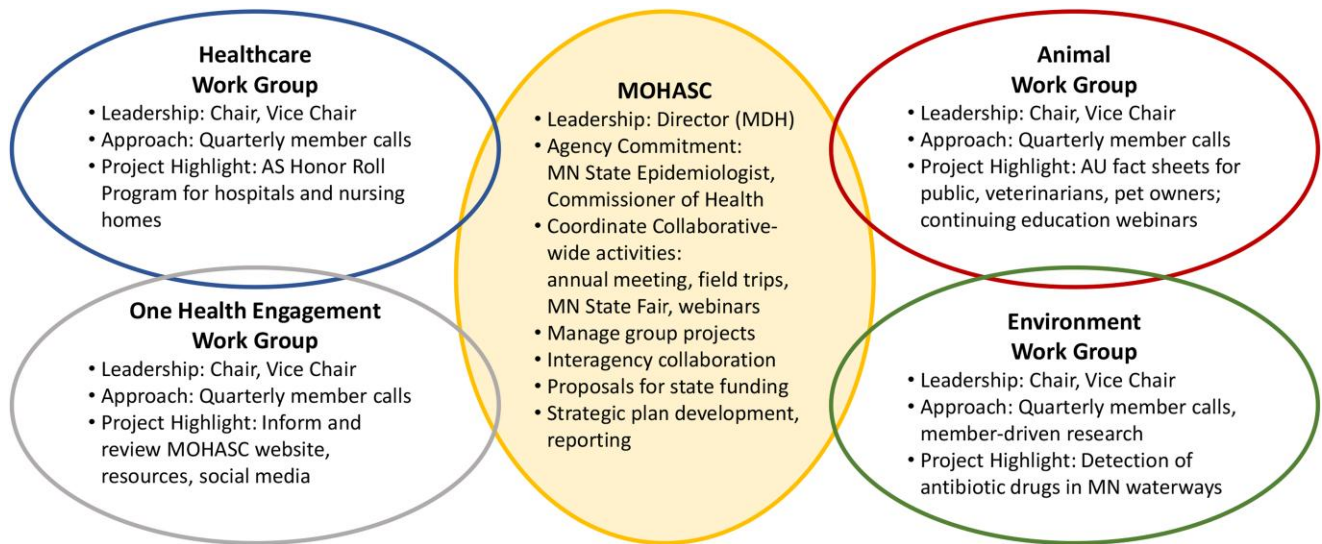 Healthcare
Work Group
• Leadership: Chair, Vice Chair
• Approach: Quarterly member calls
• Project Highlight: AS Honor Roll
Program for hospitals and nursing
homes
One Health Engagement
Work Group
• Leadership: Chair, Vice Chair
• Approach: Quarterly member calls
• Project Highlight: Inform and
review MOHASC website,
resources, social media
MOHASC
• Leadership: Director (MDH)
• Agency Commitment:
MN State Epidemiologist,
Commissioner of Health
• Coordinate Collaborative-
wide activities:
annual meeting, field trips,
MN State Fair, webinars
• Manage group projects
• Interagency collaboration
• Proposals for state funding
• Strategic plan development,
reporting
Animal
Work Group
• Leadership: Chair, Vice Chair
• Approach: Quarterly member calls
• Project Highlight: AU fact sheets for
public, veterinarians, pet owners;
continuing education webinars
Environment
Work Group
• Leadership: Chair, Vice Chair
• Approach: Quarterly member calls,
member-driven research
• Project Highlight: Detection of
antibiotic drugs in MN waterways